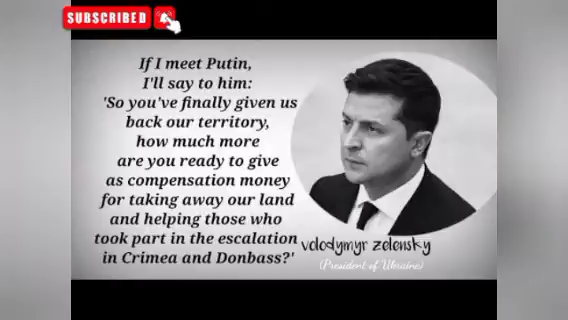 SUBSCRIBED
If I meet Putin,
I'll say to him:
'So you've finally given us
back our territory,
how much more
are you ready to give
as compensation money
for taking away our land
and helping those who
took part in the escalation
in Crimea and Donbass?'
volodymyr zelensky
(President of Ukraine)